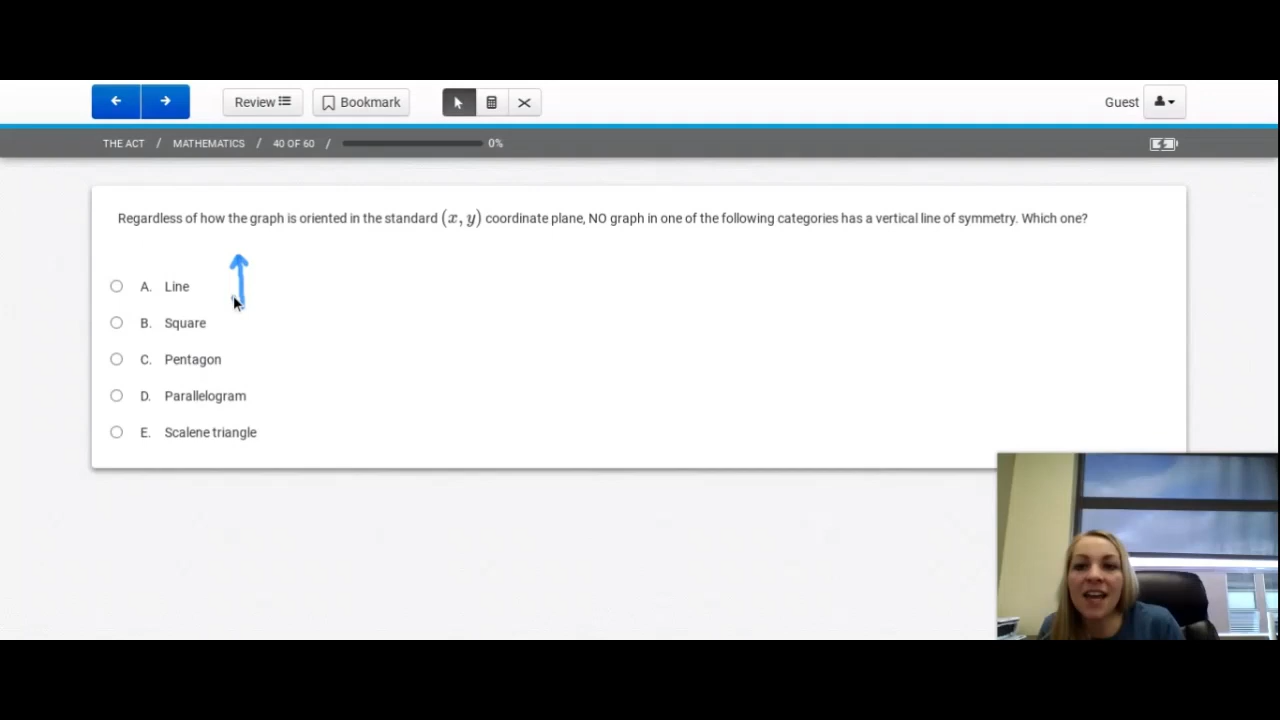 Review Bookmark Guest
THE ACT / MATHEMATICS / 40 OF 60 / 0%
Regardless of how the graph is oriented in the standard (x, y) coordinate plane, NO graph in one of the following categories has a vertical line of symmetry. Which one?
A. Line
B. Square
C. Pentagon
D. Parallelogram
E. Scalene triangle